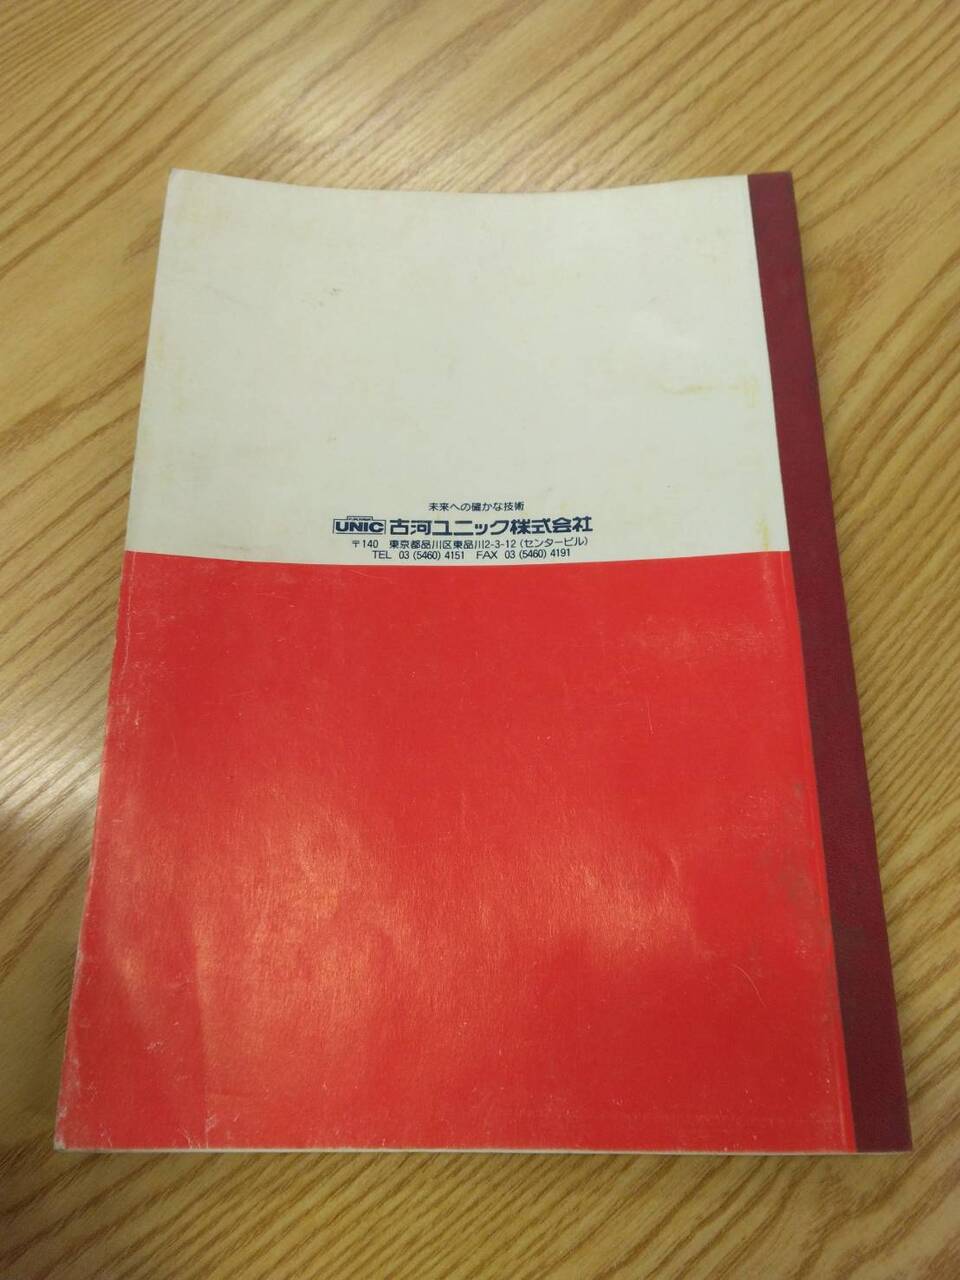 未来への確かな技術
UNIC 古河ユニック株式会社
〒140 東京都品川区東品川2-3-12 (センタービル)
TEL 03 (5460) 4151 FAX 03 (5460) 4191